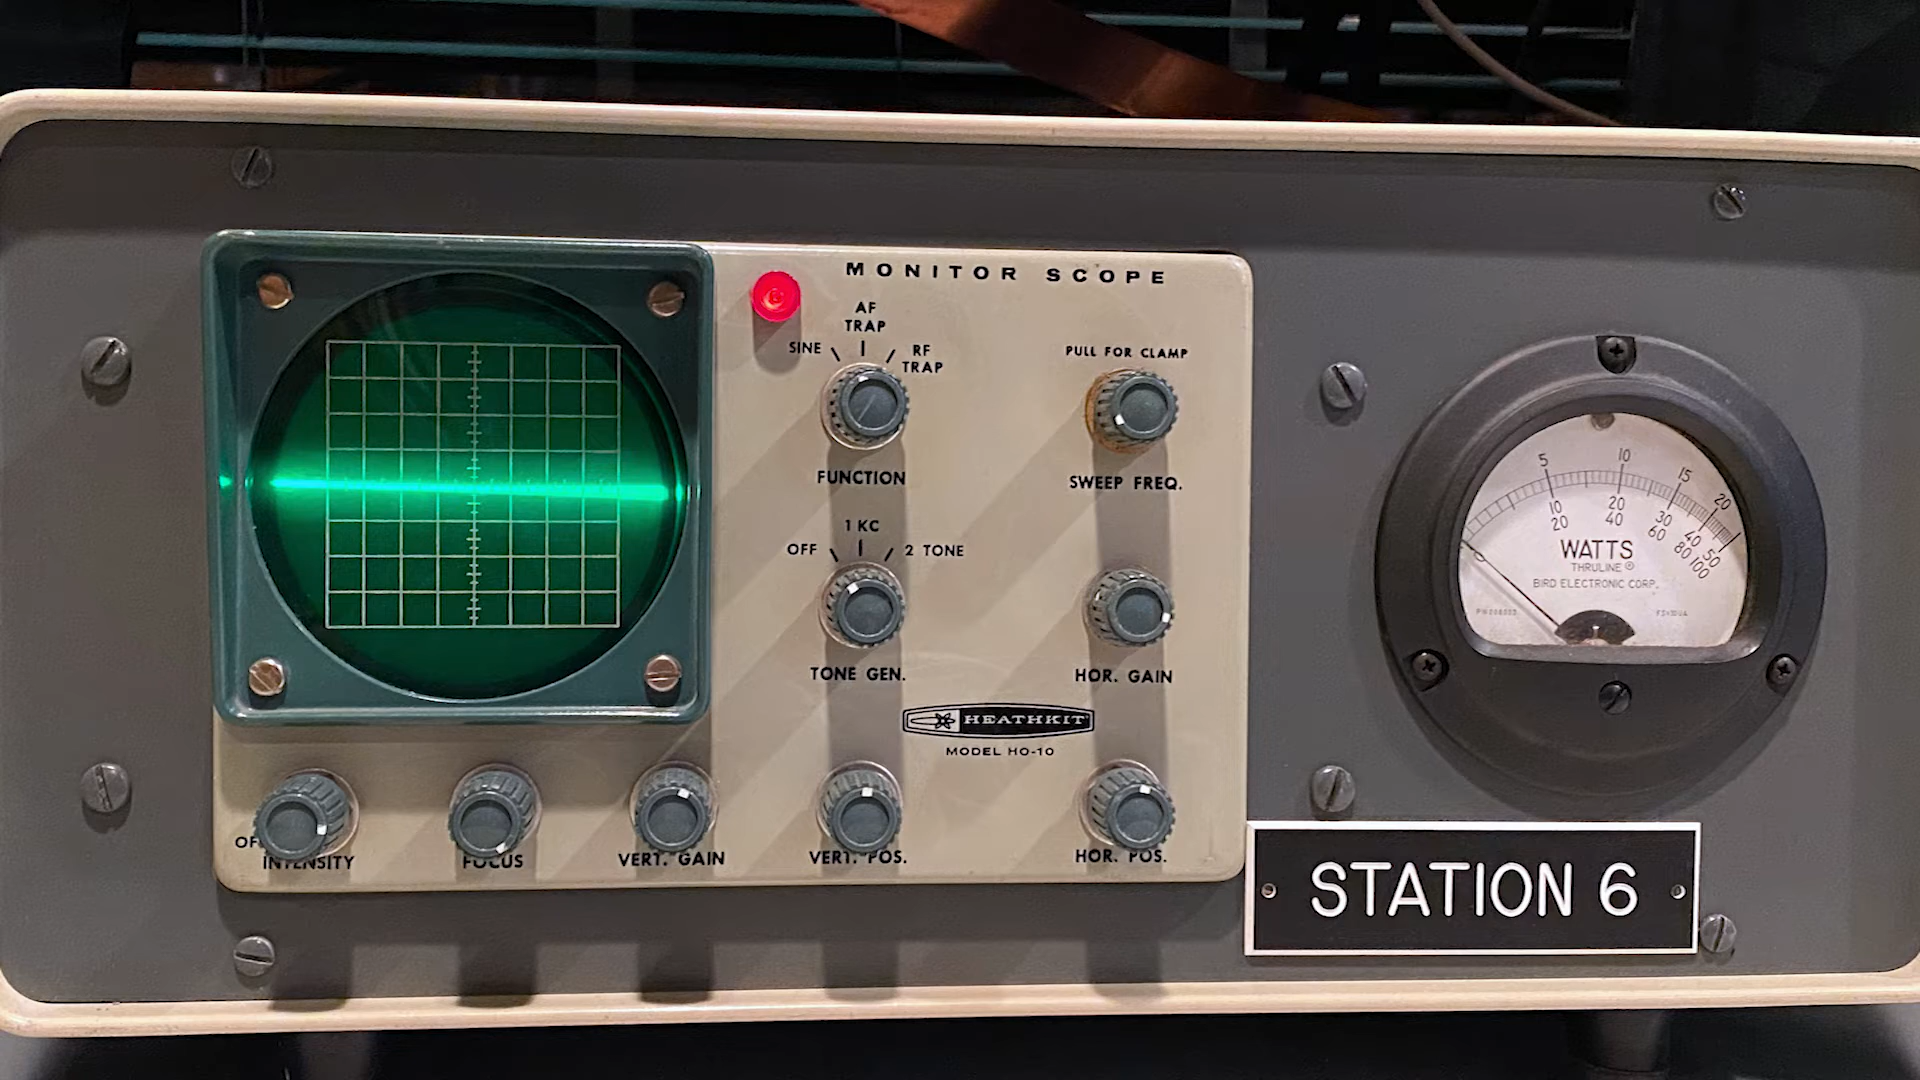 MONITOR SCOPE
AF
TRAP
SINE
RF
TRAP
PULL FOR CLAMP
FUNCTION
SWEEP FREQ.
1 KC
OFF
2 TONE
TONE GEN.
HOR. GAIN
HEATHKIT
MODEL HO-10
INTENSITY
FOCUS
VERT. GAIN
VERT. POS.
HOR. POS.
5 10 15 20
10 20 30 40 50
20 40 60 80 100
WATTS
THRULINE ®
BIRD ELECTRONIC CORP.
STATION 6